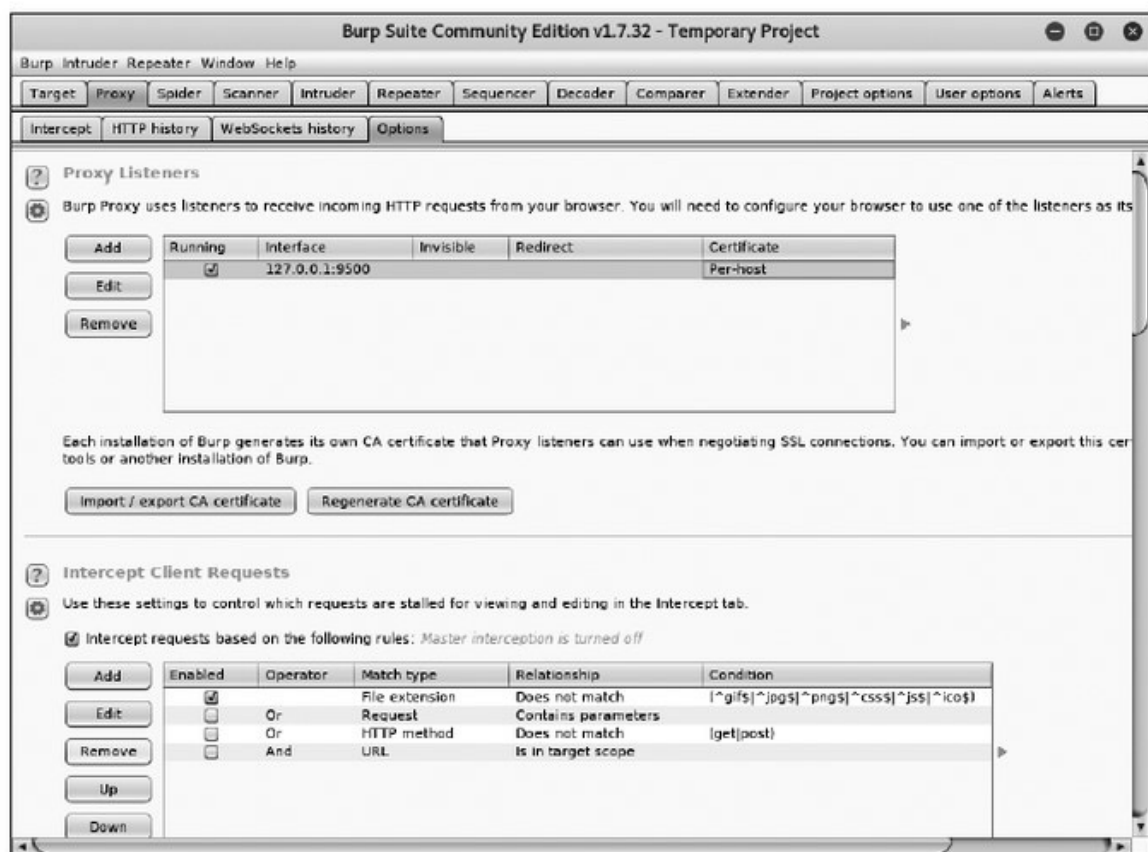 Burp Suite Community Edition v1.7.32 - Temporary Project
Burp Intruder Repeater Window Help
Target Proxy Spider Scanner Intruder Repeater Sequencer Decoder Comparer Extender Project options User options Alerts
Intercept HTTP history WebSockets history Options
? Proxy Listeners
Burp Proxy uses listeners to receive incoming HTTP requests from your browser. You will need to configure your browser to use one of the listeners as its
Add Running Interface Invisible Redirect Certificate
127.0.0.1:9500 Per-host
Edit
Remove
Each installation of Burp generates its own CA certificate that Proxy listeners can use when negotiating SSL connections. You can import or export this cer
tools or another installation of Burp.
Import / export CA certificate Regenerate CA certificate
? Intercept Client Requests
Use these settings to control which requests are stalled for viewing and editing in the Intercept tab.
Intercept requests based on the following rules: Master interception is turned off
Add Enabled Operator Match type Relationship Condition
File extension Does not match (^gif$|^jpg$|^png$|^css$|^js$|^ico$)
Edit Or Request Contains parameters
Or HTTP method Does not match (get|post)
Remove And URL Is in target scope
Up
Down